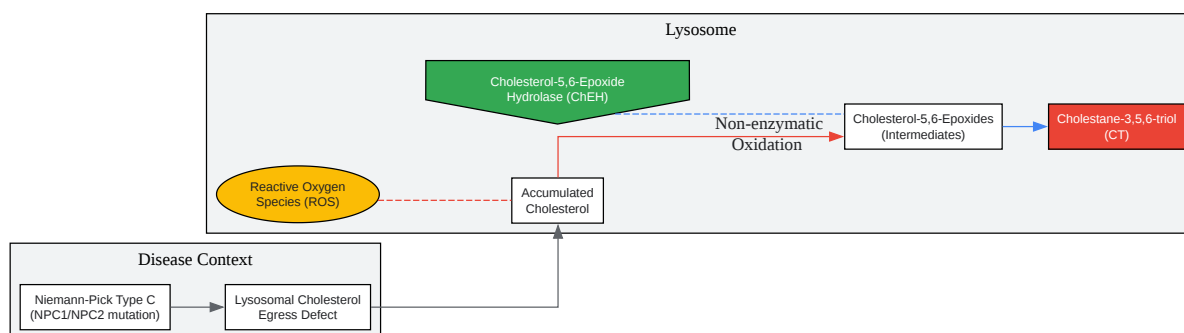 Lysosome
Cholesterol-5,6-Epoxide
Hydrolase (ChEH)
Non-enzymatic
Oxidation
Cholesterol-5,6-Epoxides
(Intermediates)
Cholestane-3,5,6-triol
(CT)
Reactive Oxygen
Species (ROS)
Accumulated
Cholesterol
Disease Context
Niemann-Pick Type C
(NPC1/NPC2 mutation)
Lysosomal Cholesterol
Egress Defect